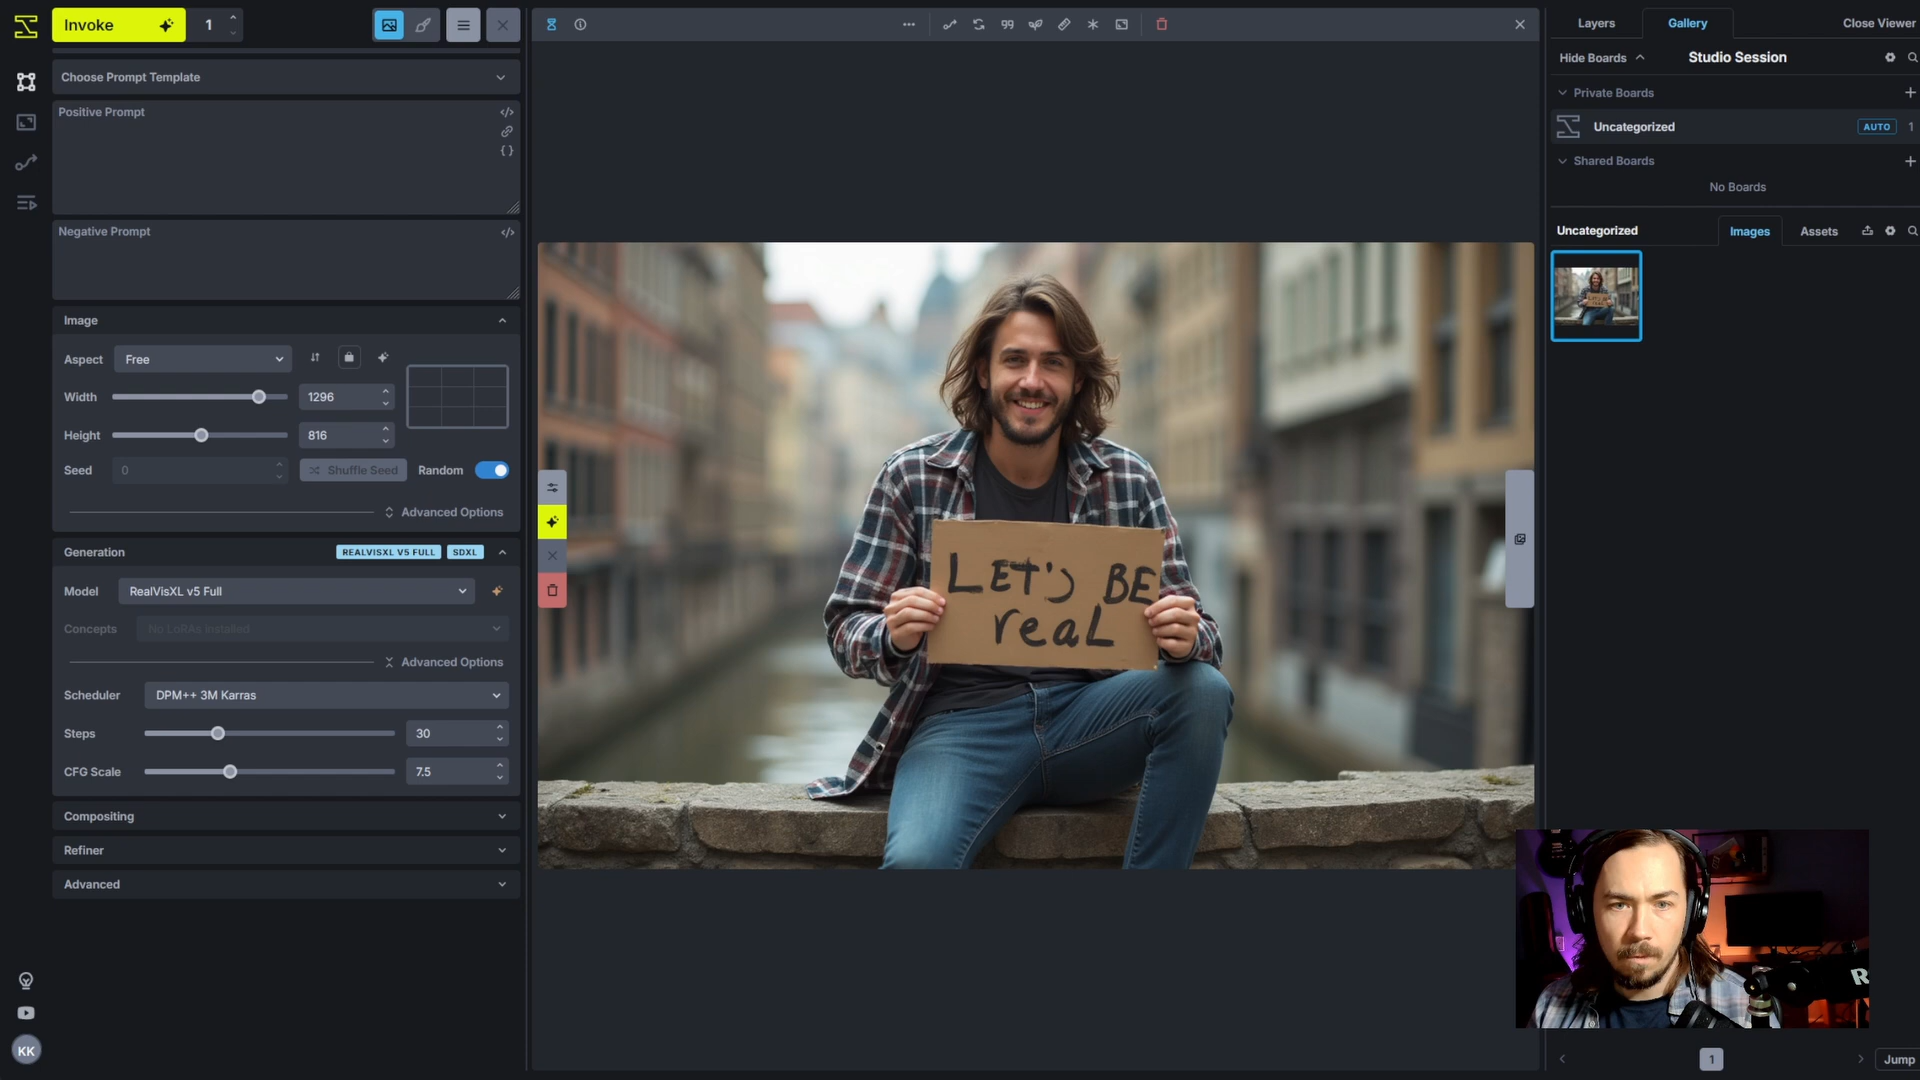 Invoke
1
Layers
Gallery
Close Viewer
Hide Boards
Studio Session
Private Boards
Uncategorized
AUTO
1
Shared Boards
No Boards
Uncategorized
Images
Assets
Choose Prompt Template
Positive Prompt
Negative Prompt
Image
Aspect
Free
Width
1296
Height
816
Seed
0
Shuffle Seed
Random
Advanced Options
Generation
REALVISXL V5 FULL
SDXL
Model
RealVisXL v5 Full
Concepts
No LoRAs Installed
Advanced Options
Scheduler
DPM++ 3M Karras
Steps
30
CFG Scale
7.5
Compositing
Refiner
Advanced
KK
LET'S BE
reaL
R
1
Jump